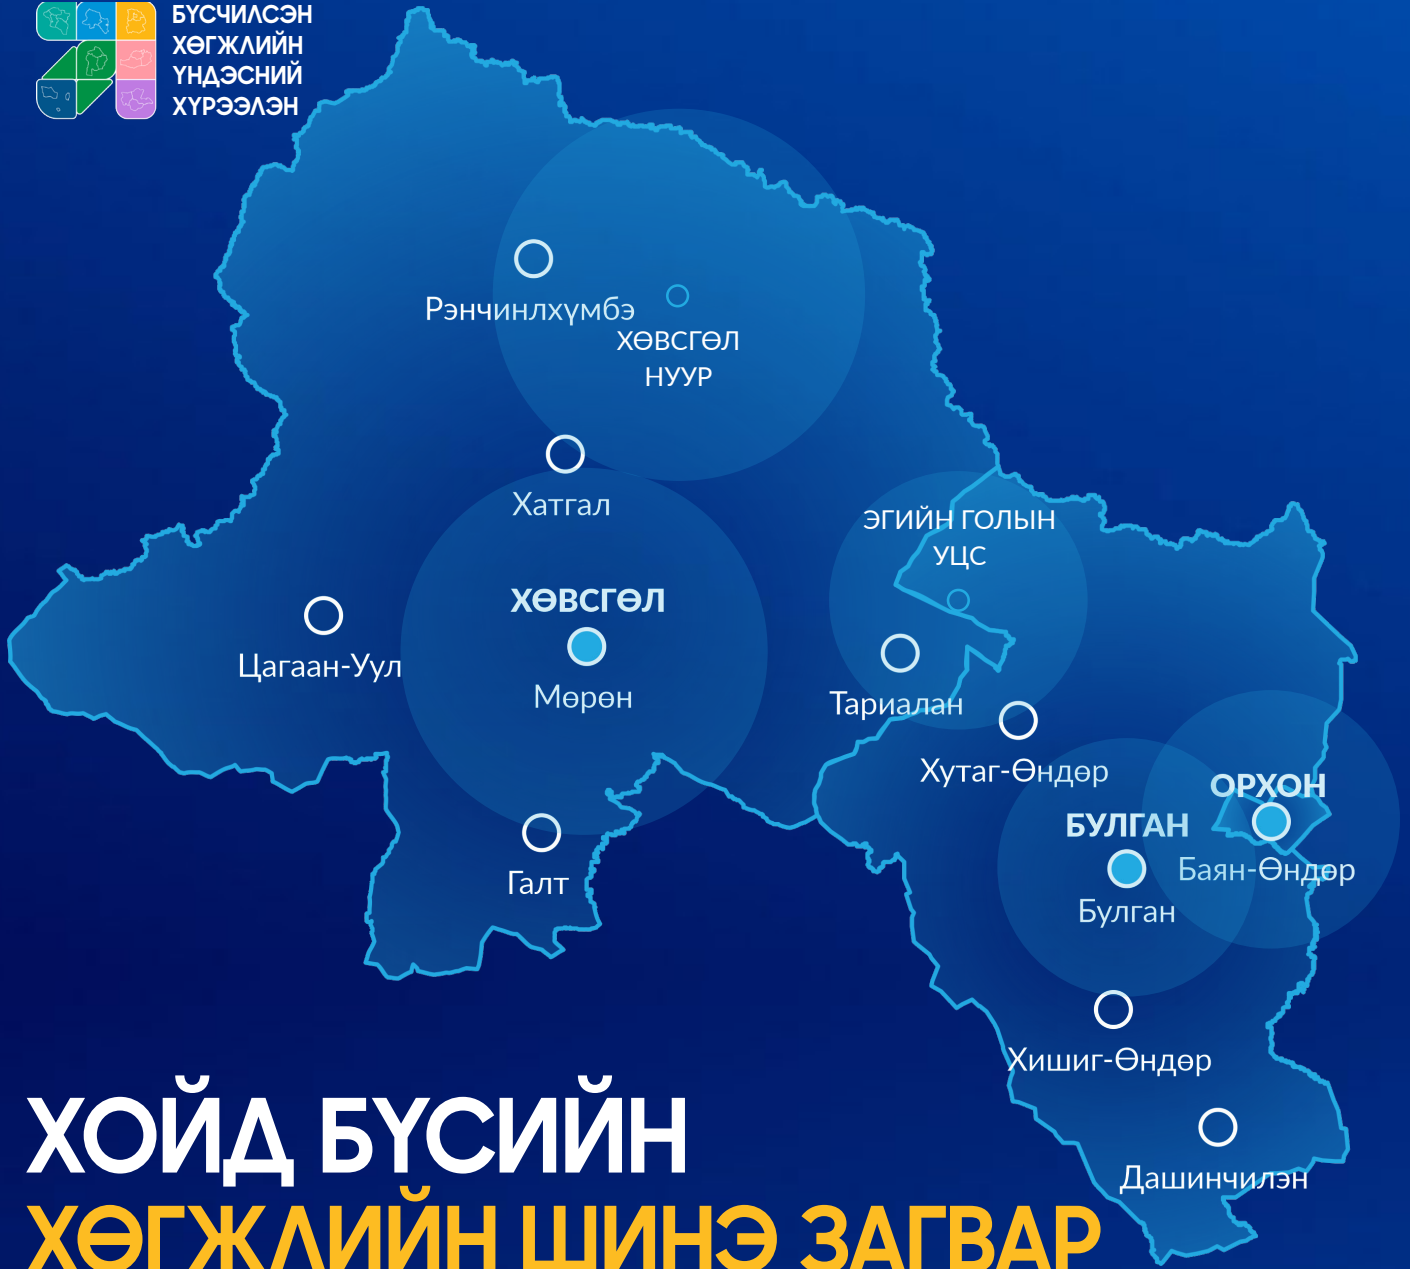 БҮСЧИЛСЭН
ХӨГЖЛИЙН
ҮНДЭСНИЙ
ХҮРЭЭЛЭН
Рэнчинлхүмбэ
ХӨВСГӨЛ
НУУР
Хатгал
ЭГИЙН ГОЛЫН
УЦС
ХӨВСГӨЛ
Цагаан-Уул
Мөрөн
Тариалан
Хутаг-Өндөр
ОРХОН
БУЛГАН
Баян-Өндөр
Галт
Булган
Хишиг-Өндөр
Дашинчилэн
ХОЙД БҮСИЙН
ХӨГЖЛИЙН ШИНЭ ЗАГВАР